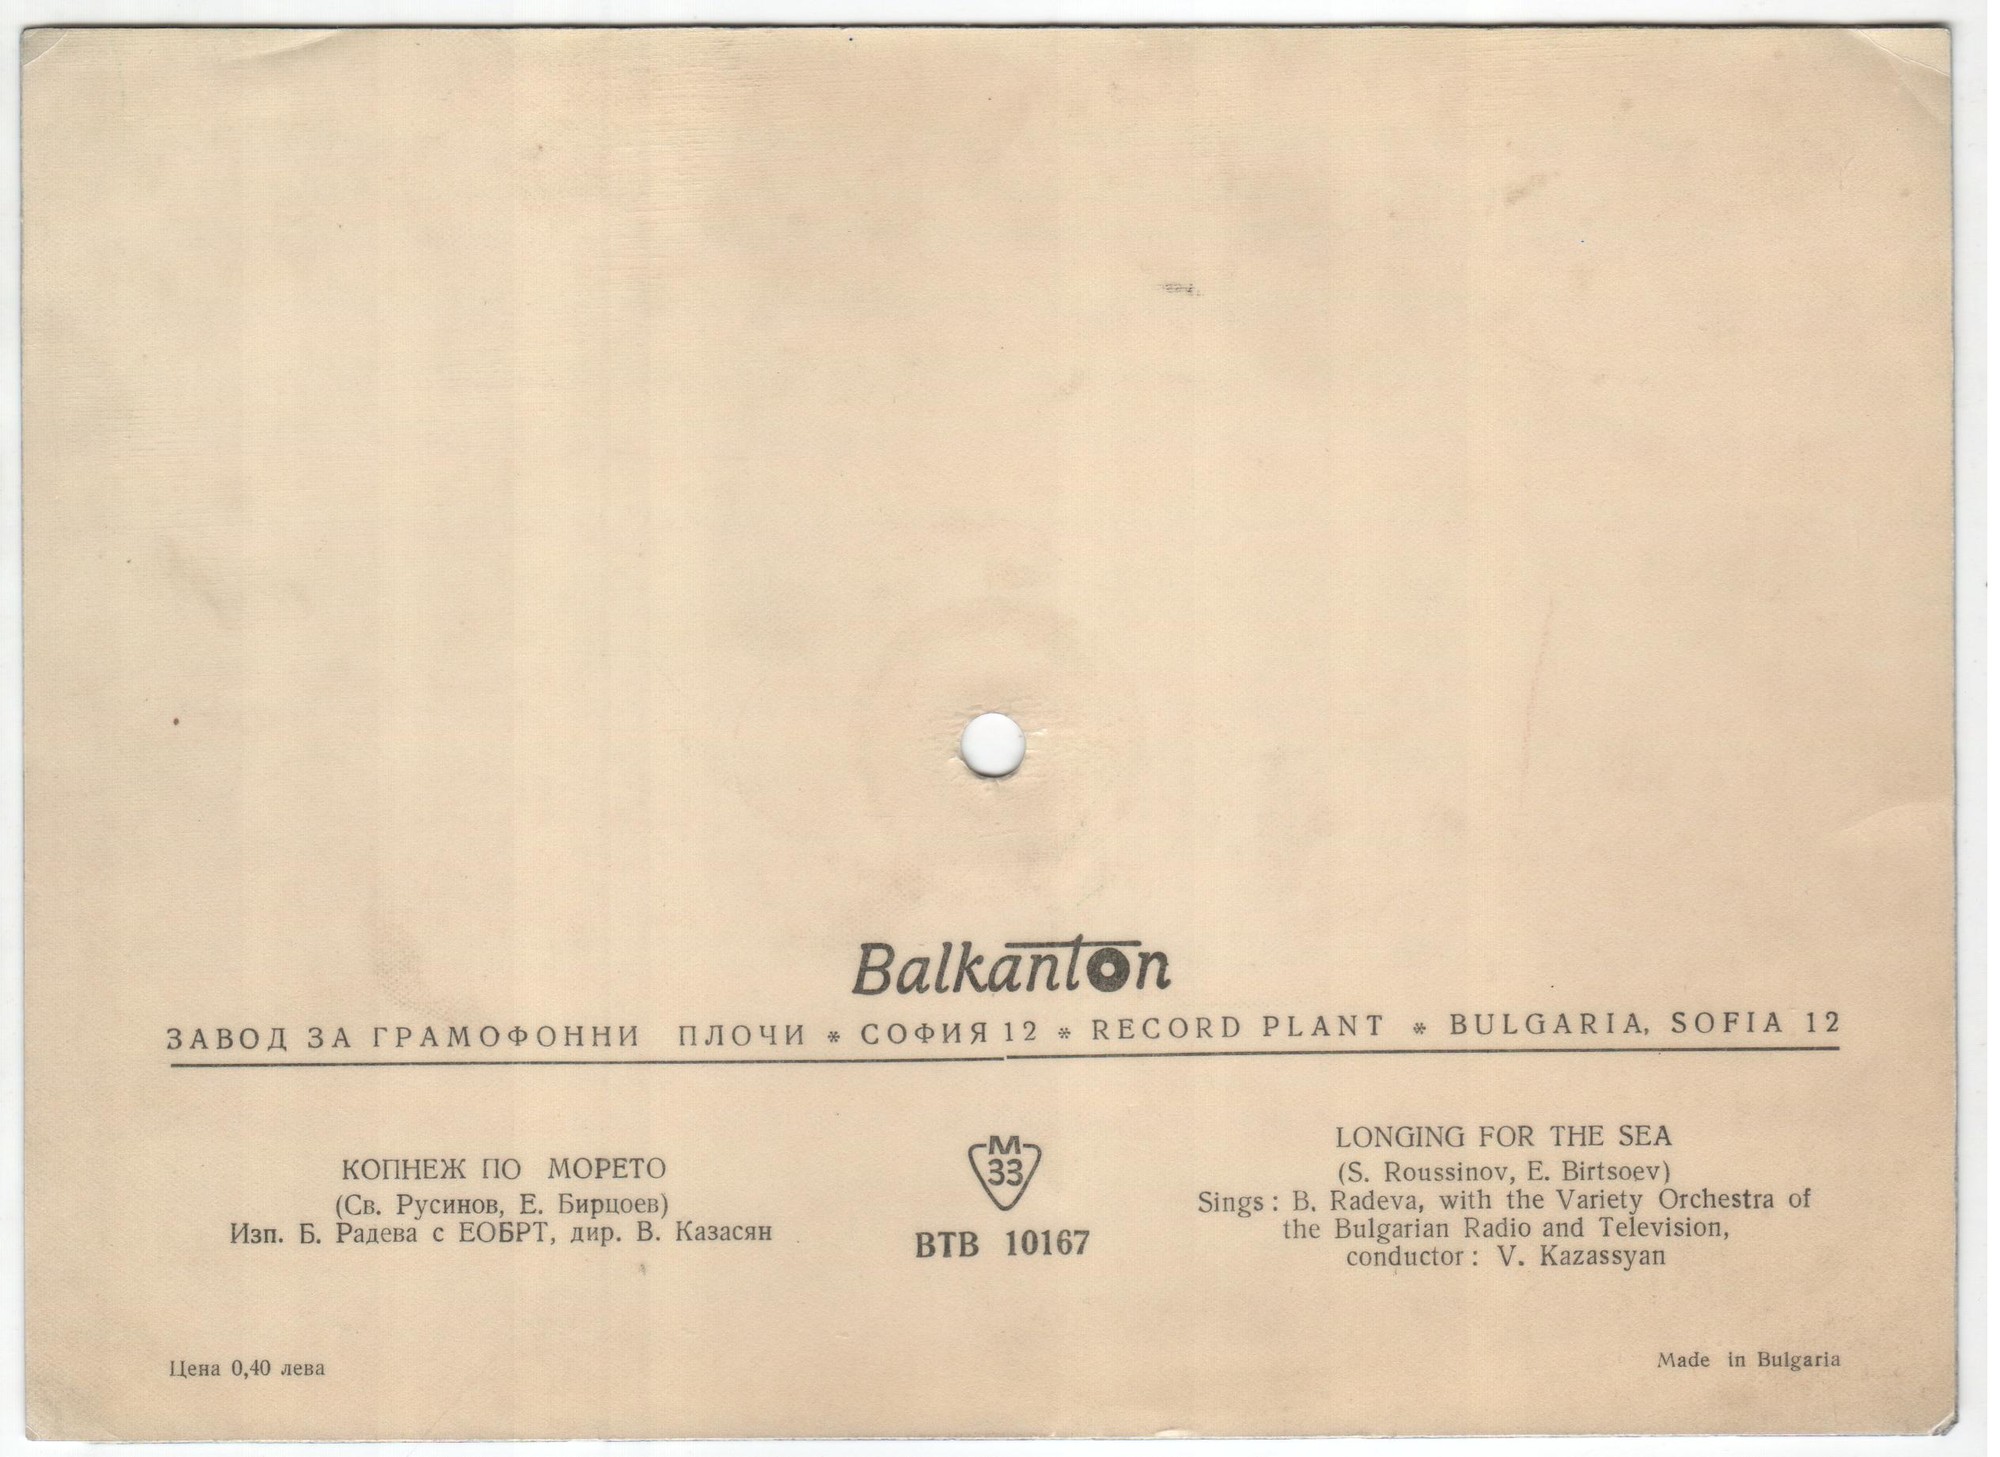 Balkanton
ЗАВОД ЗА ГРАМОФОННИ ПЛОЧИ * СОФИЯ 12 * RECORD PLANT * BULGARIA, SOFIA 12
КОПНЕЖ ПО МОРЕТО
(Св. Русинов, Е. Бирцоев)
Изп. Б. Радева с ЕОБРТ, дир. В. Казасян
М
33
ВТВ 10167
LONGING FOR THE SEA
(S. Roussinov, E. Birtsoev)
Sings : B. Radeva, with the Variety Orchestra of
the Bulgarian Radio and Television,
conductor : V. Kazassyan
Цена 0,40 лева
Made in Bulgaria